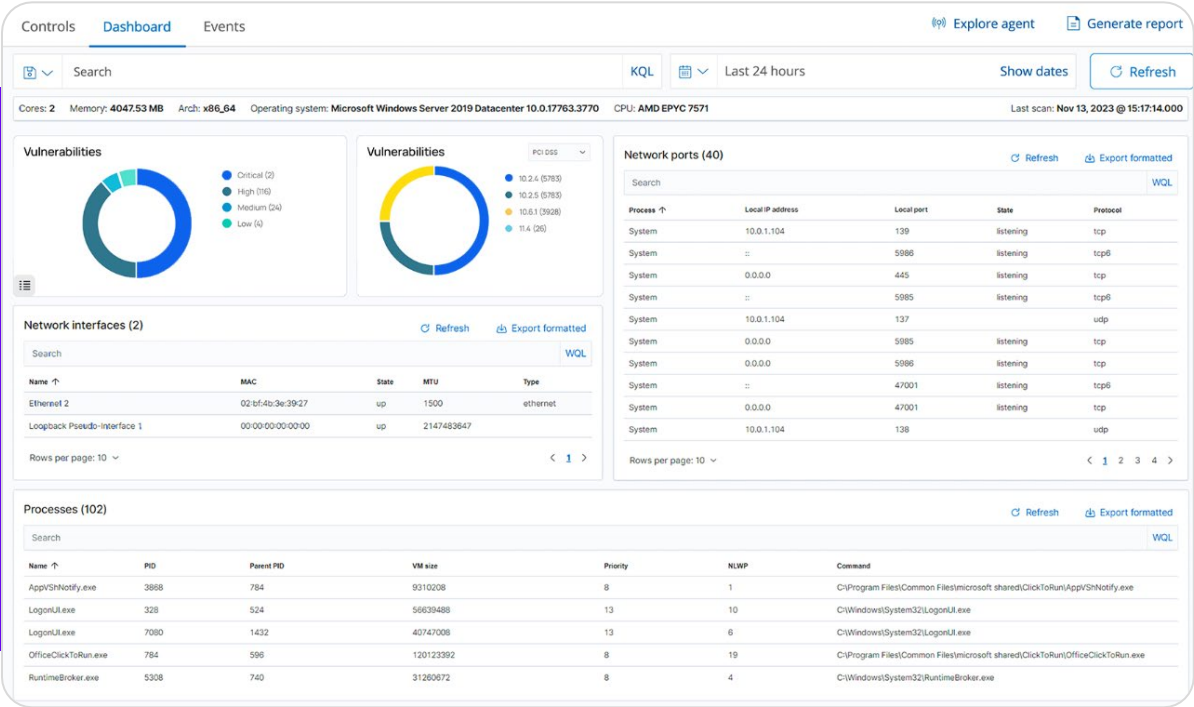 Controls Dashboard Events Explore agent Generate report
Search KQL Last 24 hours Show dates Refresh
Cores: 2 Memory: 4047.53 MB Arch: x86_64 Operating system: Microsoft Windows Server 2019 Datacenter 10.0.17763.3770 CPU: AMD EPYC 7571 Last scan: Nov 13, 2023 @ 15:17:14.000
Vulnerabilities
Critical (2)
High (116)
Medium (24)
Low (4)
Vulnerabilities PCI DSS
10.2.4 (5783)
10.2.5 (5783)
10.6.1 (3928)
11.4 (26)
Network ports (40) Refresh Export formatted
Search WQL
Process Local IP address Local port State Protocol
System 10.0.1.104 139 listening tcp
System :: 5986 listening tcp6
System 0.0.0.0 445 listening tcp
System :: 5985 listening tcp6
System 10.0.1.104 137 udp
System 0.0.0.0 5985 listening tcp
System 0.0.0.0 5986 listening tcp
System :: 47001 listening tcp6
System 0.0.0.0 47001 listening tcp
System 10.0.1.104 138 udp
Rows per page: 10 1 2 3 4
Network interfaces (2) Refresh Export formatted
Search WQL
Name MAC State MTU Type
Ethernet 2 02:bf:4b:3e:39:27 up 1500 ethernet
Loopback Pseudo-Interface 1 00:00:00:00:00:00 up 2147483647
Rows per page: 10 1
Processes (102) Refresh Export formatted
Search WQL
Name PID Parent PID VM size Priority NLWP Command
AppVShNotify.exe 3868 784 9310208 8 1 C:\Program Files\Common Files\microsoft shared\ClickToRun\AppVShNotify.exe
LogonUI.exe 328 524 56639488 13 10 C:\Windows\System32\LogonUI.exe
LogonUI.exe 7080 1432 40747008 13 6 C:\Windows\System32\LogonUI.exe
OfficeClickToRun.exe 784 596 120123392 8 19 C:\Program Files\Common Files\microsoft shared\ClickToRun\OfficeClickToRun.exe
RuntimeBroker.exe 5308 740 31260672 8 4 C:\Windows\System32\RuntimeBroker.exe